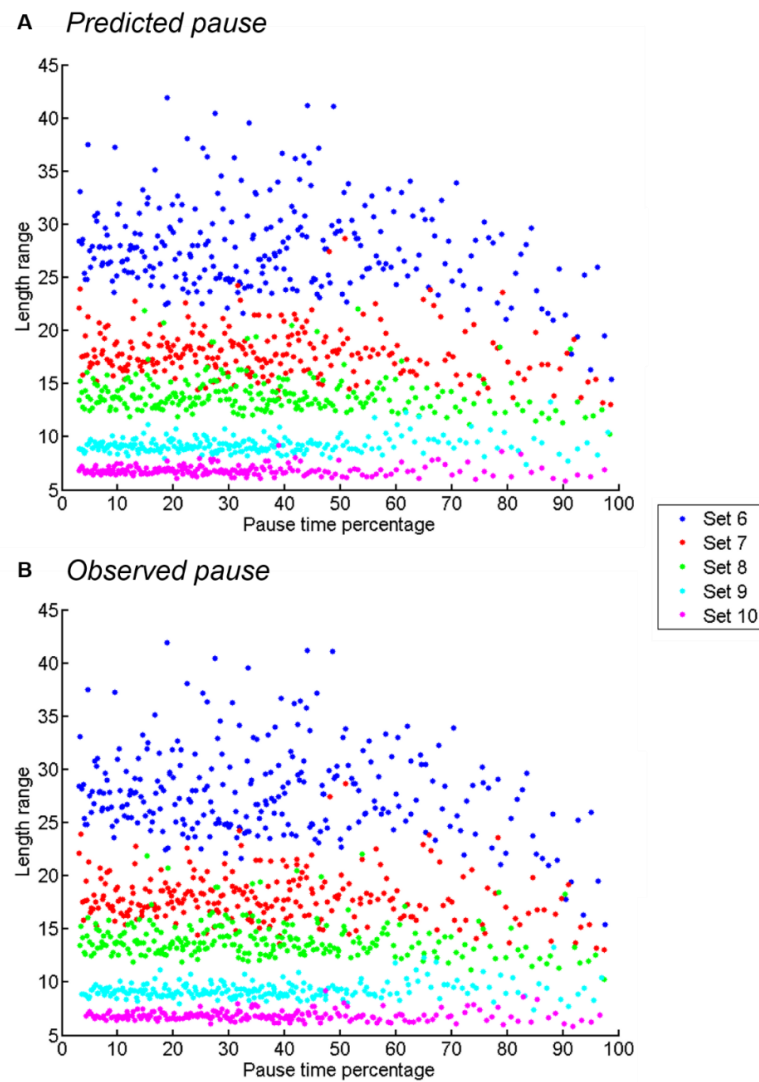 A Predicted pause
45
40
35
30
25
20
15
10
5
Length range
0 10 20 30 40 50 60 70 80 90 100
Pause time percentage
Set 6
Set 7
Set 8
Set 9
Set 10
B Observed pause
45
40
35
30
25
20
15
10
5
Length range
0 10 20 30 40 50 60 70 80 90 100
Pause time percentage